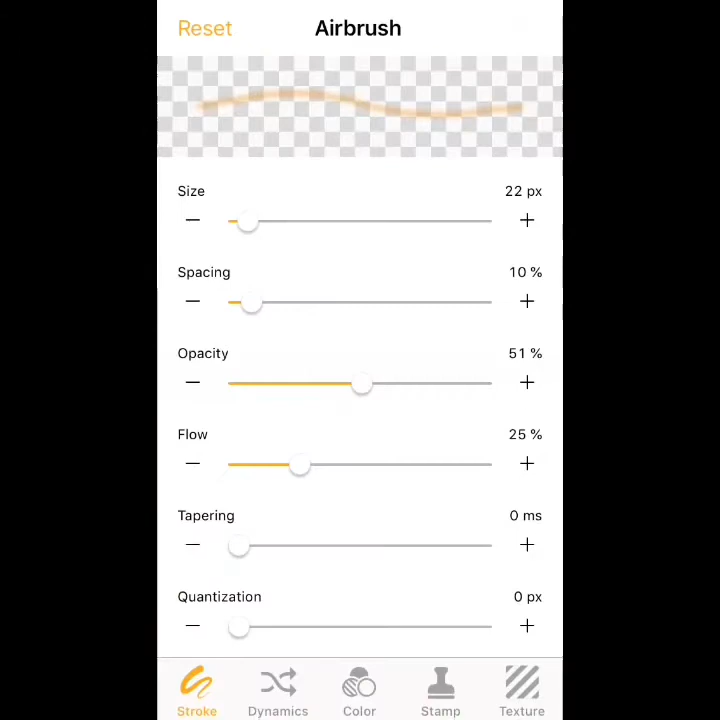 Reset Airbrush
Size 22 px
Spacing 10 %
Opacity 51 %
Flow 25 %
Tapering 0 ms
Quantization 0 px
Stroke Dynamics Color Stamp Texture